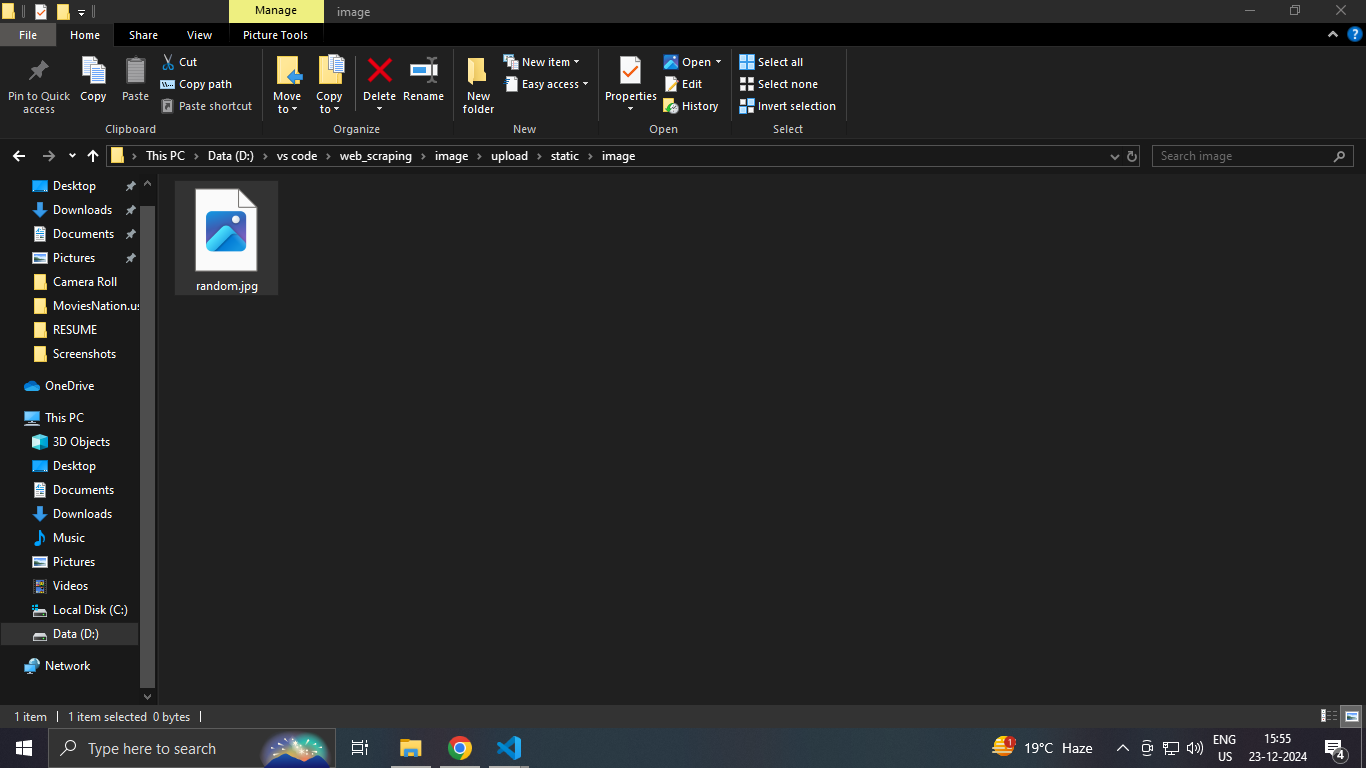 Manage
image
File
Home
Share
View
Picture Tools
Pin to Quick access
Copy
Paste
Cut
Copy path
Paste shortcut
Clipboard
Move to
Copy to
Delete
Rename
Organize
New folder
New item
Easy access
New
Properties
Open
Edit
History
Open
Select all
Select none
Invert selection
Select
This PC > Data (D:) > vs code > web_scraping > image > upload > static > image
Search image
Desktop
Downloads
Documents
Pictures
Camera Roll
MoviesNation.us
RESUME
Screenshots
OneDrive
This PC
3D Objects
Desktop
Documents
Downloads
Music
Pictures
Videos
Local Disk (C:)
Data (D:)
Network
random.jpg
1 item
1 item selected 0 bytes
Type here to search
1
19°C Haze
ENG
US
15:55
23-12-2024
4